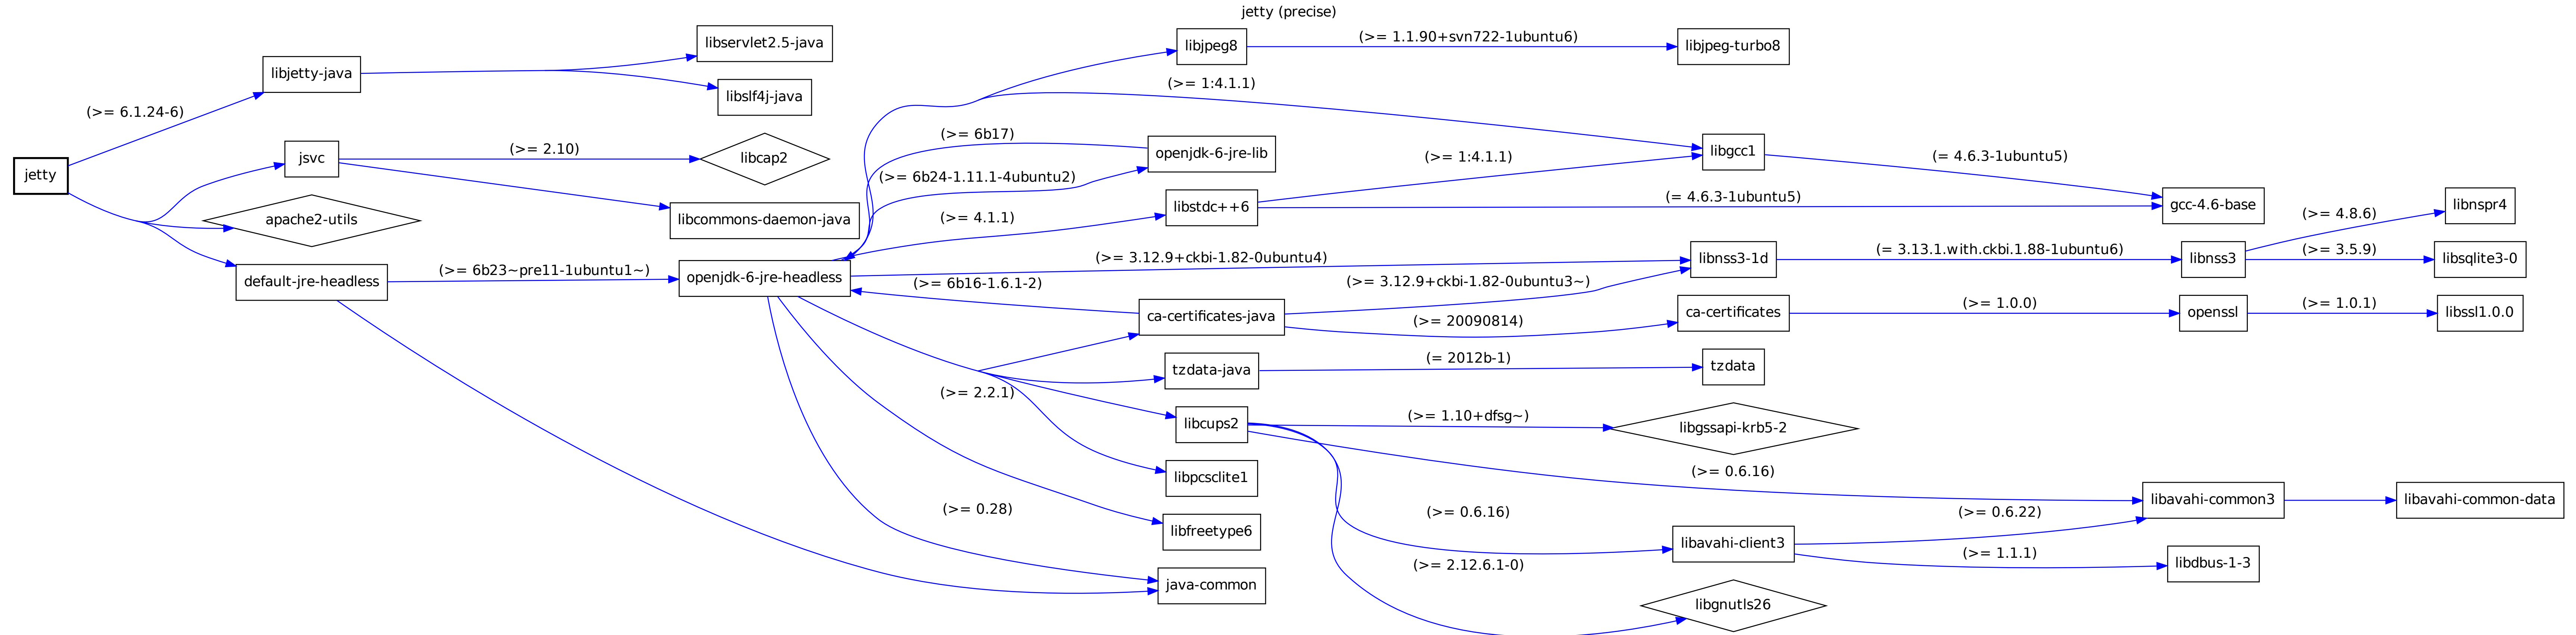 jetty (precise)
libservlet2.5-java
libjpeg8
(>= 1.1.90+svn722-1ubuntu6)
libjpeg-turbo8
libjetty-java
(>= 1:4.1.1)
libslf4j-java
(>= 6.1.24-6)
(>= 6b17)
jsvc
(>= 2.10)
libcap2
openjdk-6-jre-lib
(>= 1:4.1.1)
libgcc1
(= 4.6.3-1ubuntu5)
jetty
(>= 6b24-1.11.1-4ubuntu2)
apache2-utils
libcommons-daemon-java
(>= 4.1.1)
libstdc++6
(= 4.6.3-1ubuntu5)
gcc-4.6-base
(>= 4.8.6)
libnspr4
default-jre-headless
(>= 6b23~pre11-1ubuntu1~)
openjdk-6-jre-headless
(>= 3.12.9+ckbi-1.82-0ubuntu4)
libnss3-1d
(= 3.13.1.with.ckbi.1.88-1ubuntu6)
libnss3
(>= 3.5.9)
libsqlite3-0
(>= 6b16-1.6.1-2)
(>= 3.12.9+ckbi-1.82-0ubuntu3~)
ca-certificates-java
(>= 20090814)
ca-certificates
(>= 1.0.0)
openssl
(>= 1.0.1)
libssl1.0.0
tzdata-java
(= 2012b-1)
tzdata
(>= 2.2.1)
libcups2
(>= 1.10+dfsg~)
libgssapi-krb5-2
libpcsclite1
(>= 0.6.16)
libavahi-common3
libavahi-common-data
(>= 0.28)
(>= 0.6.16)
(>= 0.6.22)
libfreetype6
libavahi-client3
(>= 1.1.1)
libdbus-1-3
(>= 2.12.6.1-0)
java-common
libgnutls26